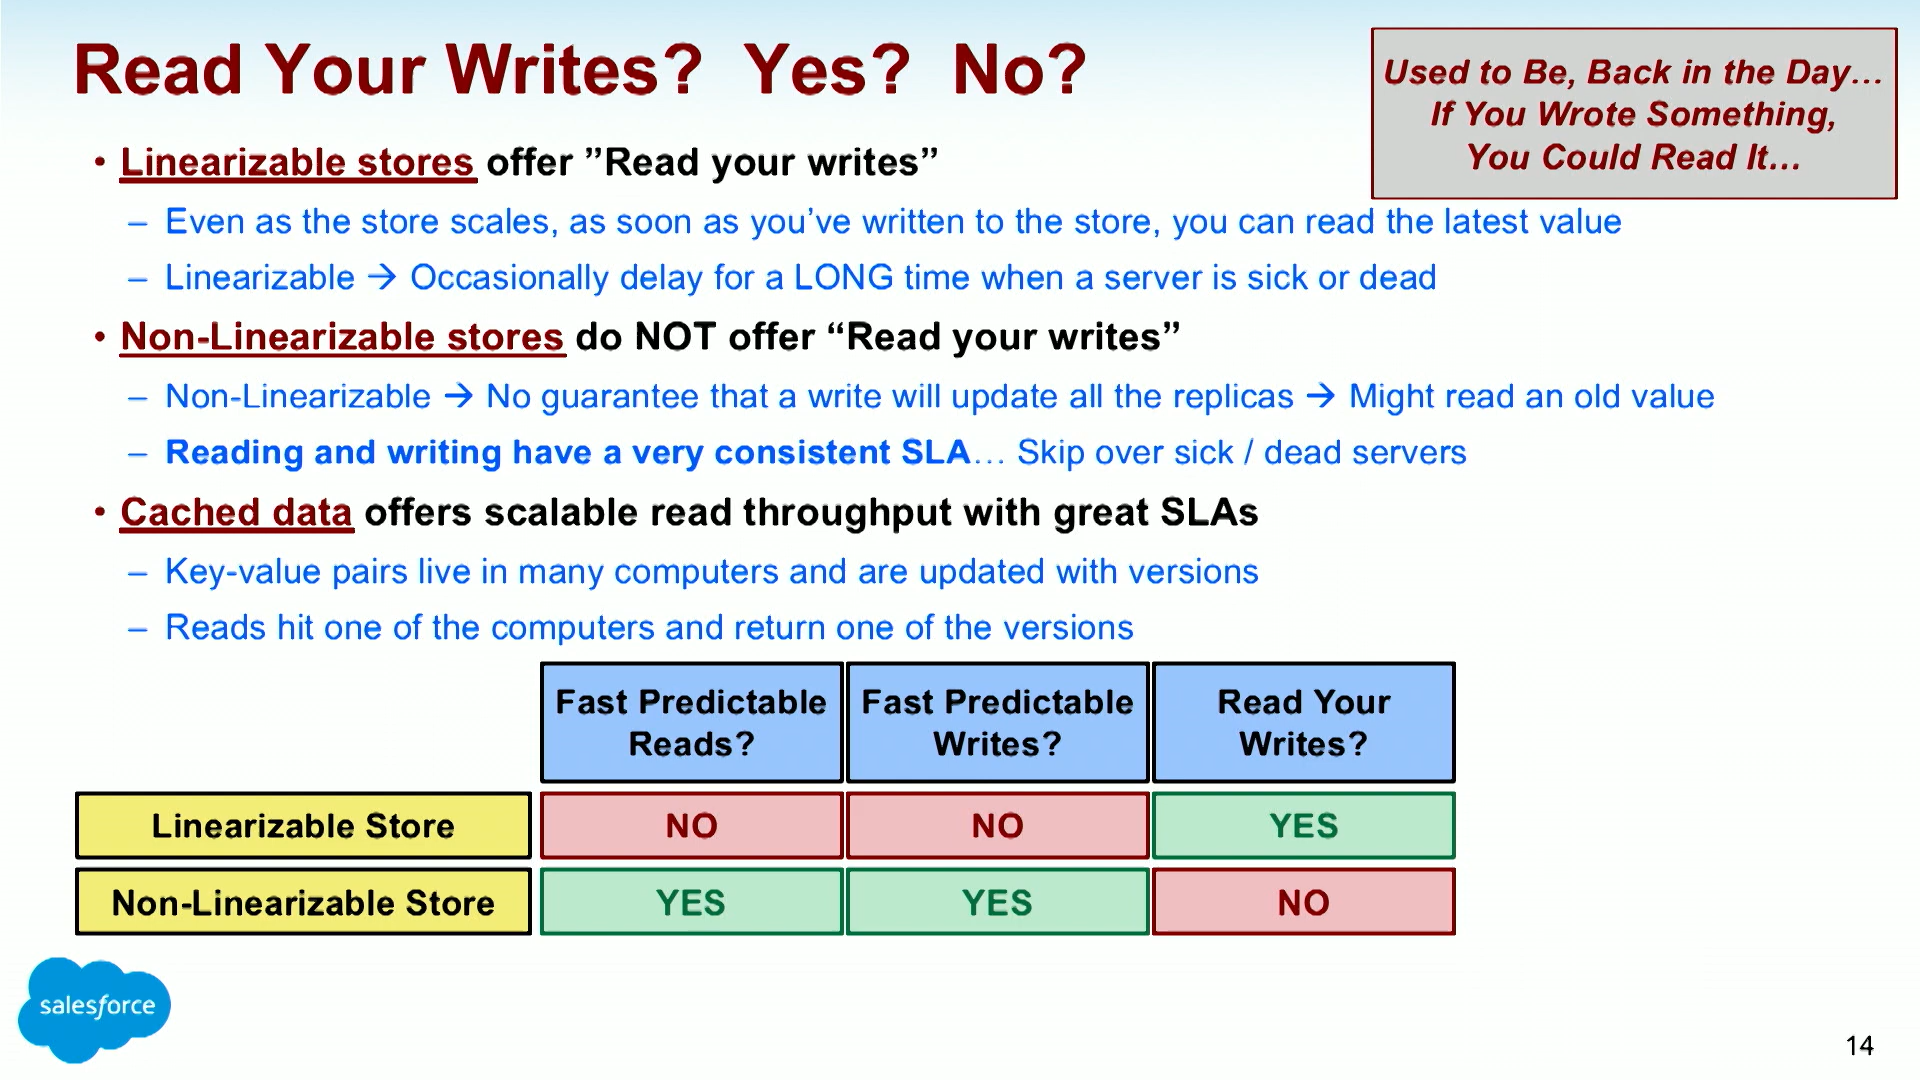 Read Your Writes? Yes? No?
Used to Be, Back in the Day…
If You Wrote Something,
You Could Read It…
• Linearizable stores offer ”Read your writes”
– Even as the store scales, as soon as you’ve written to the store, you can read the latest value
– Linearizable → Occasionally delay for a LONG time when a server is sick or dead
• Non-Linearizable stores do NOT offer “Read your writes”
– Non-Linearizable → No guarantee that a write will update all the replicas → Might read an old value
– Reading and writing have a very consistent SLA… Skip over sick / dead servers
• Cached data offers scalable read throughput with great SLAs
– Key-value pairs live in many computers and are updated with versions
– Reads hit one of the computers and return one of the versions
Fast Predictable Reads?
Fast Predictable Writes?
Read Your Writes?
Linearizable Store NO NO YES
Non-Linearizable Store YES YES NO
salesforce
14